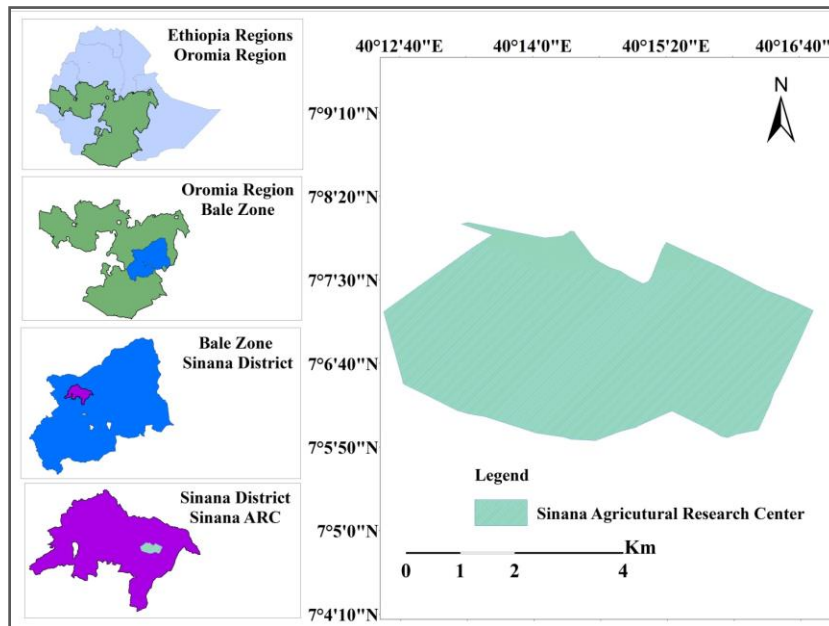 Ethiopia Regions
Oromia Region
Oromia Region
Bale Zone
Bale Zone
Sinana District
Sinana District
Sinana ARC
40°12'40"E 40°14'0"E 40°15'20"E 40°16'40"
N
7°9'10"N
7°8'20"N
7°7'30"N
7°6'40"N
7°5'50"N
7°5'0"N
7°4'10"N
Legend
Sinana Agricutural Research Center
Km
0 1 2 4